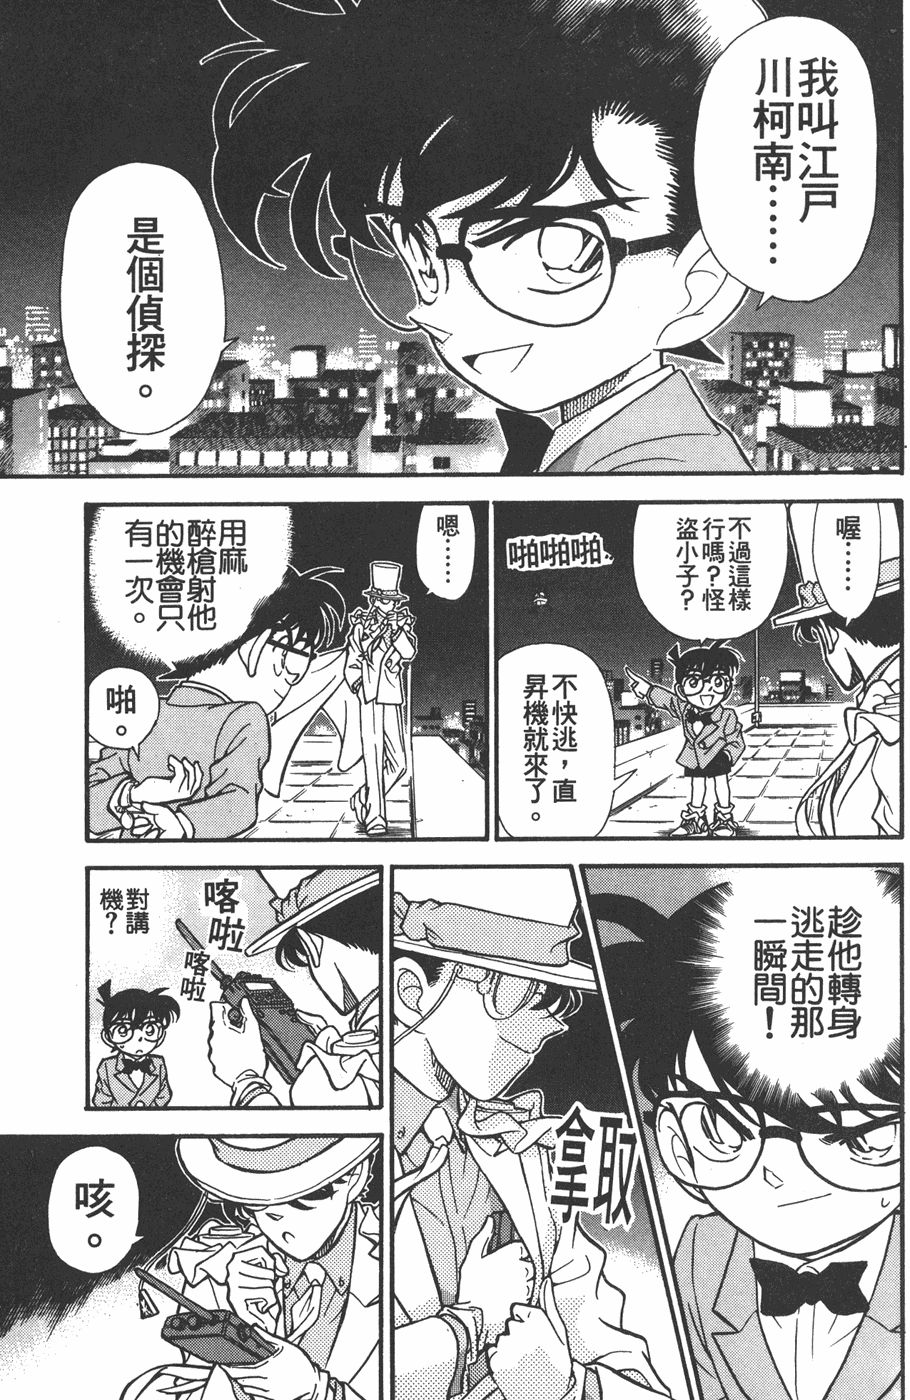 我叫江戶
川柯南……
是個偵探。
喔……
不過這樣
行嗎？怪
盜小子？
啪啪啪
不快逃，直
昇機就來了。
嗯……
用麻
醉槍射他
的機會只
有一次。
啪。
趁他轉身
逃走的那
一瞬間！
拿取
喀啦
喀啦
對講
機？
咳。